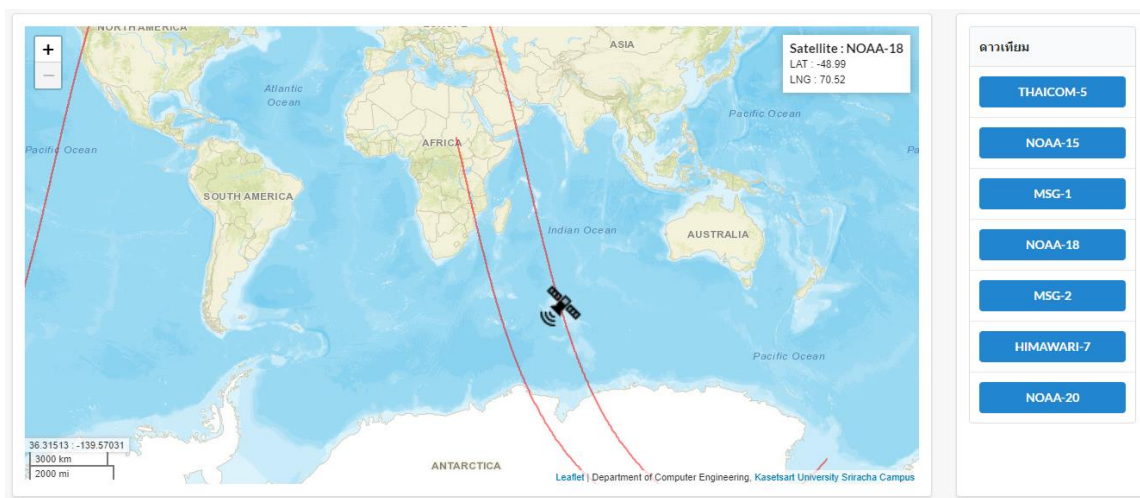 NORTH AMERICA
ASIA
+
−
Satellite : NOAA-18
LAT : -48.99
LNG : 70.52
Atlantic
Ocean
Pacific Ocean
AFRICA
Pacific Ocean
Pa
SOUTH AMERICA
Indian Ocean
AUSTRALIA
Pacific Ocean
36.31513 : -139.57031
3000 km
2000 mi
ANTARCTICA
Leaflet | Department of Computer Engineering, Kasetsart University Sriracha Campus
ดาวเทียม
THAICOM-5
NOAA-15
MSG-1
NOAA-18
MSG-2
HIMAWARI-7
NOAA-20